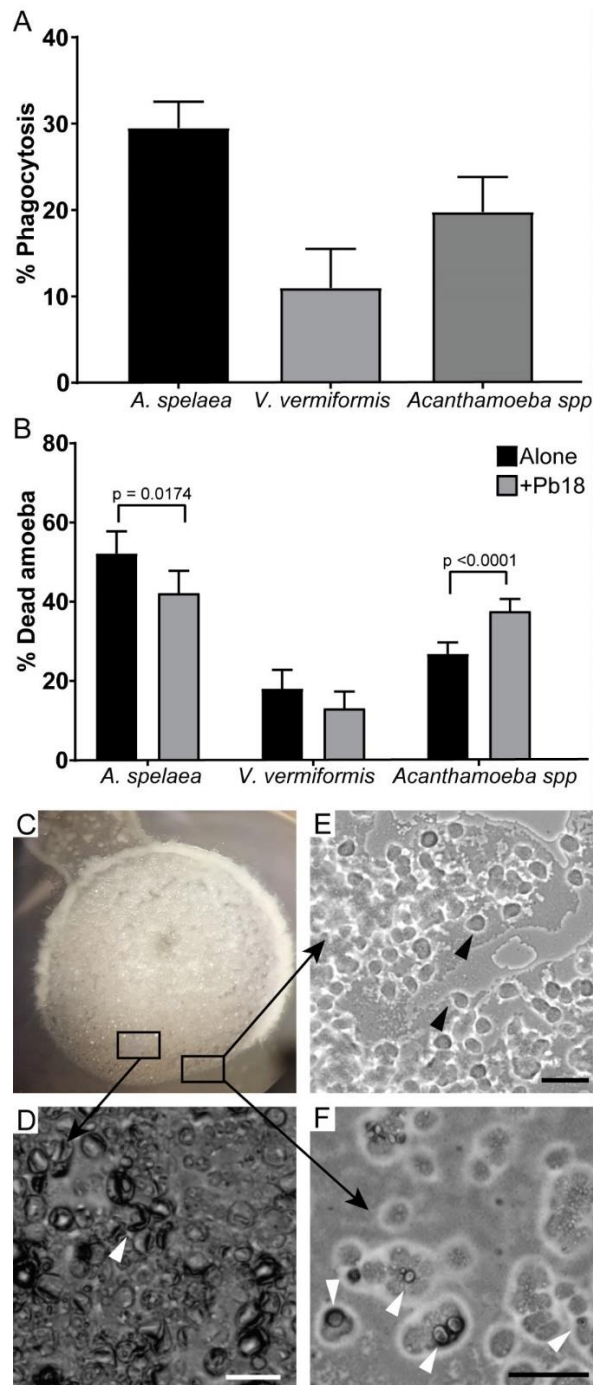 A
40
30
20
10
0
% Phagocytosis
A. spelaea V. vermiformis Acanthamoeba spp
B
80
60
40
20
0
% Dead amoeba
Alone
+Pb18
p = 0.0174
p <0.0001
A. spelaea V. vermiformis Acanthamoeba spp
C
E
D
F